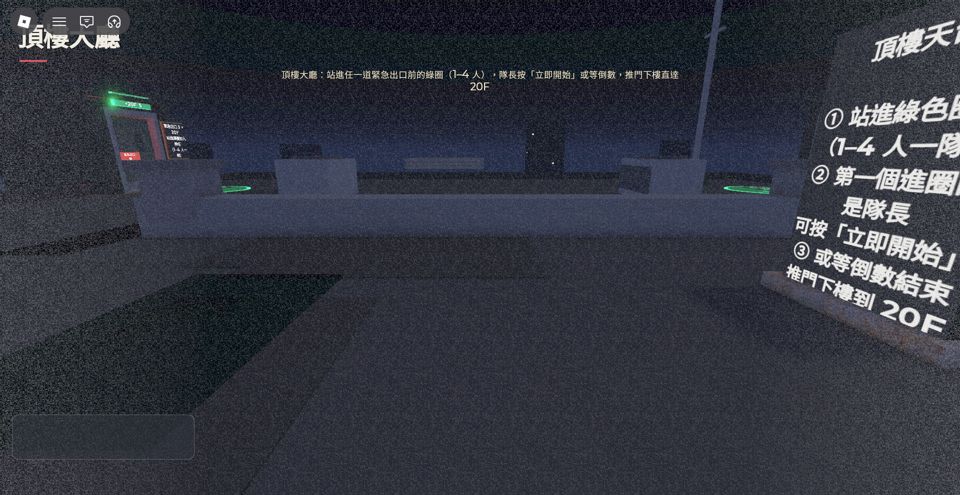 頂樓大廳
頂樓大廳：站進任一道緊急出口前的綠圈（1–4 人），隊長按「立即開始」或等倒數，推門下樓直達
20F
頂樓天
① 站進綠色
（1–4 人一隊
② 第一個進圈
是隊長
可按「立即開始」
③ 或等倒數結束
推門下樓到 20F